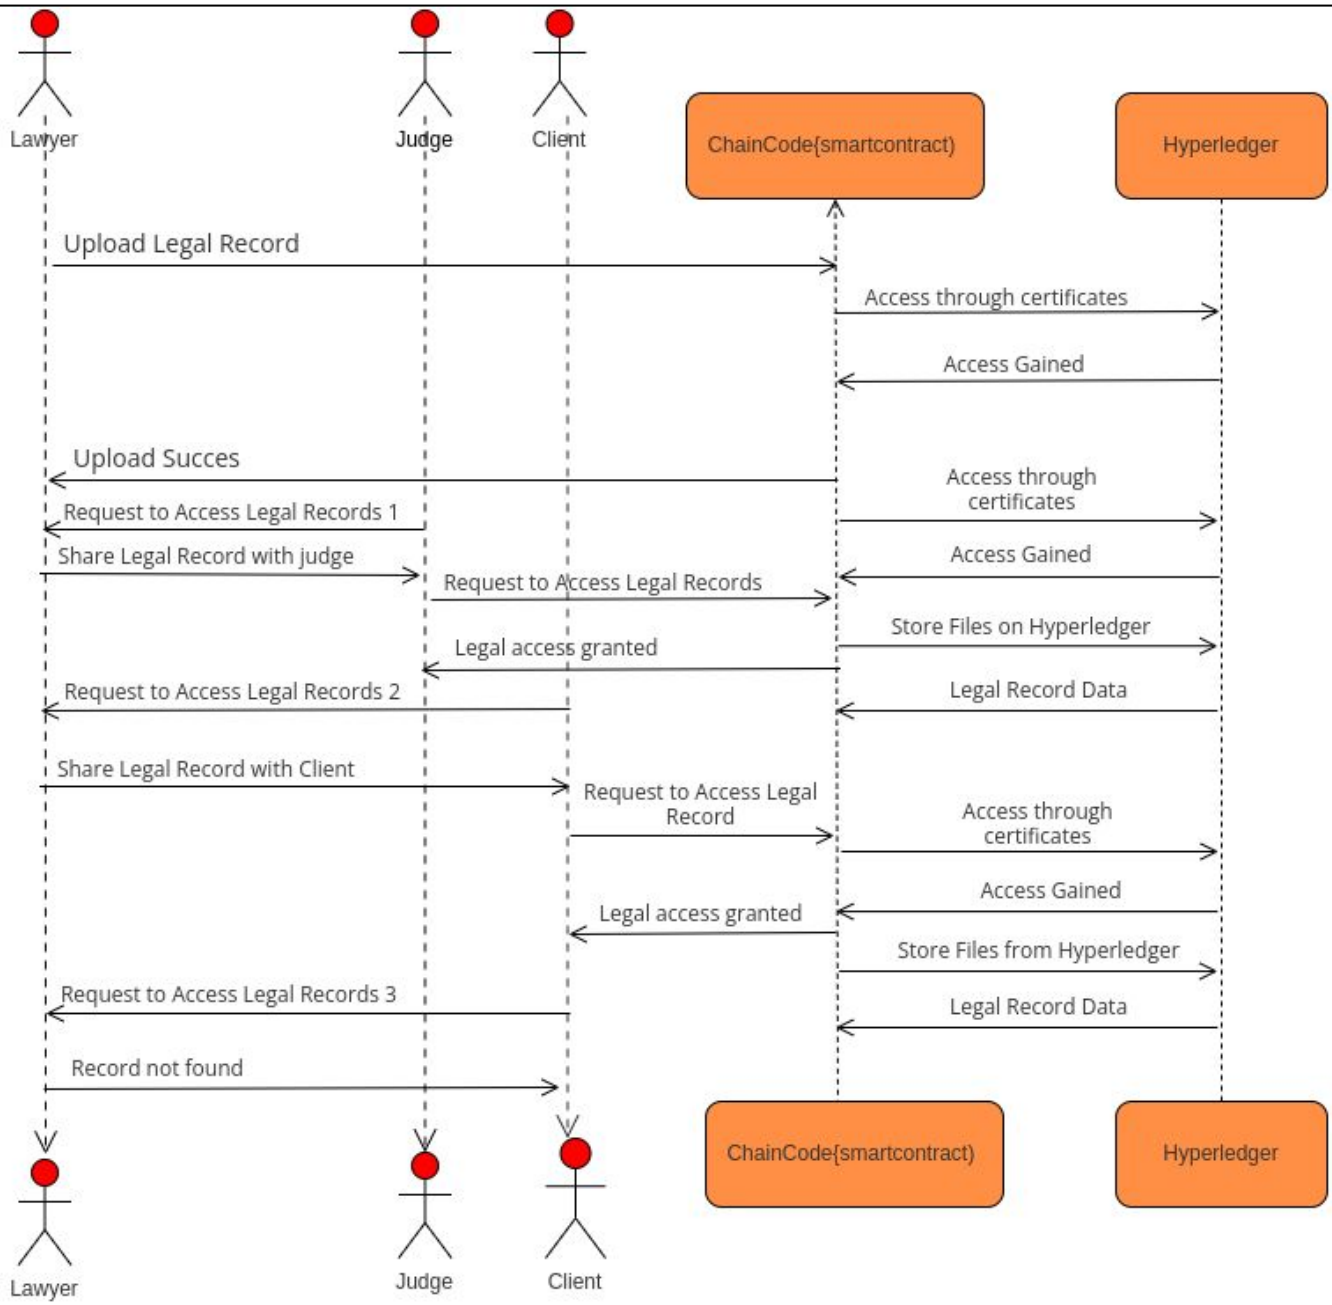 Lawyer
Judge
Client
ChainCode{smartcontract)
Hyperledger
Upload Legal Record
Access through certificates
Access Gained
Upload Succes
Access through
certificates
Request to Access Legal Records 1
Share Legal Record with judge
Access Gained
Request to Access Legal Records
Store Files on Hyperledger
Legal access granted
Request to Access Legal Records 2
Legal Record Data
Share Legal Record with Client
Request to Access Legal
Record
Access through
certificates
Access Gained
Legal access granted
Store Files from Hyperledger
Request to Access Legal Records 3
Legal Record Data
Record not found
ChainCode{smartcontract)
Hyperledger
Lawyer
Judge
Client